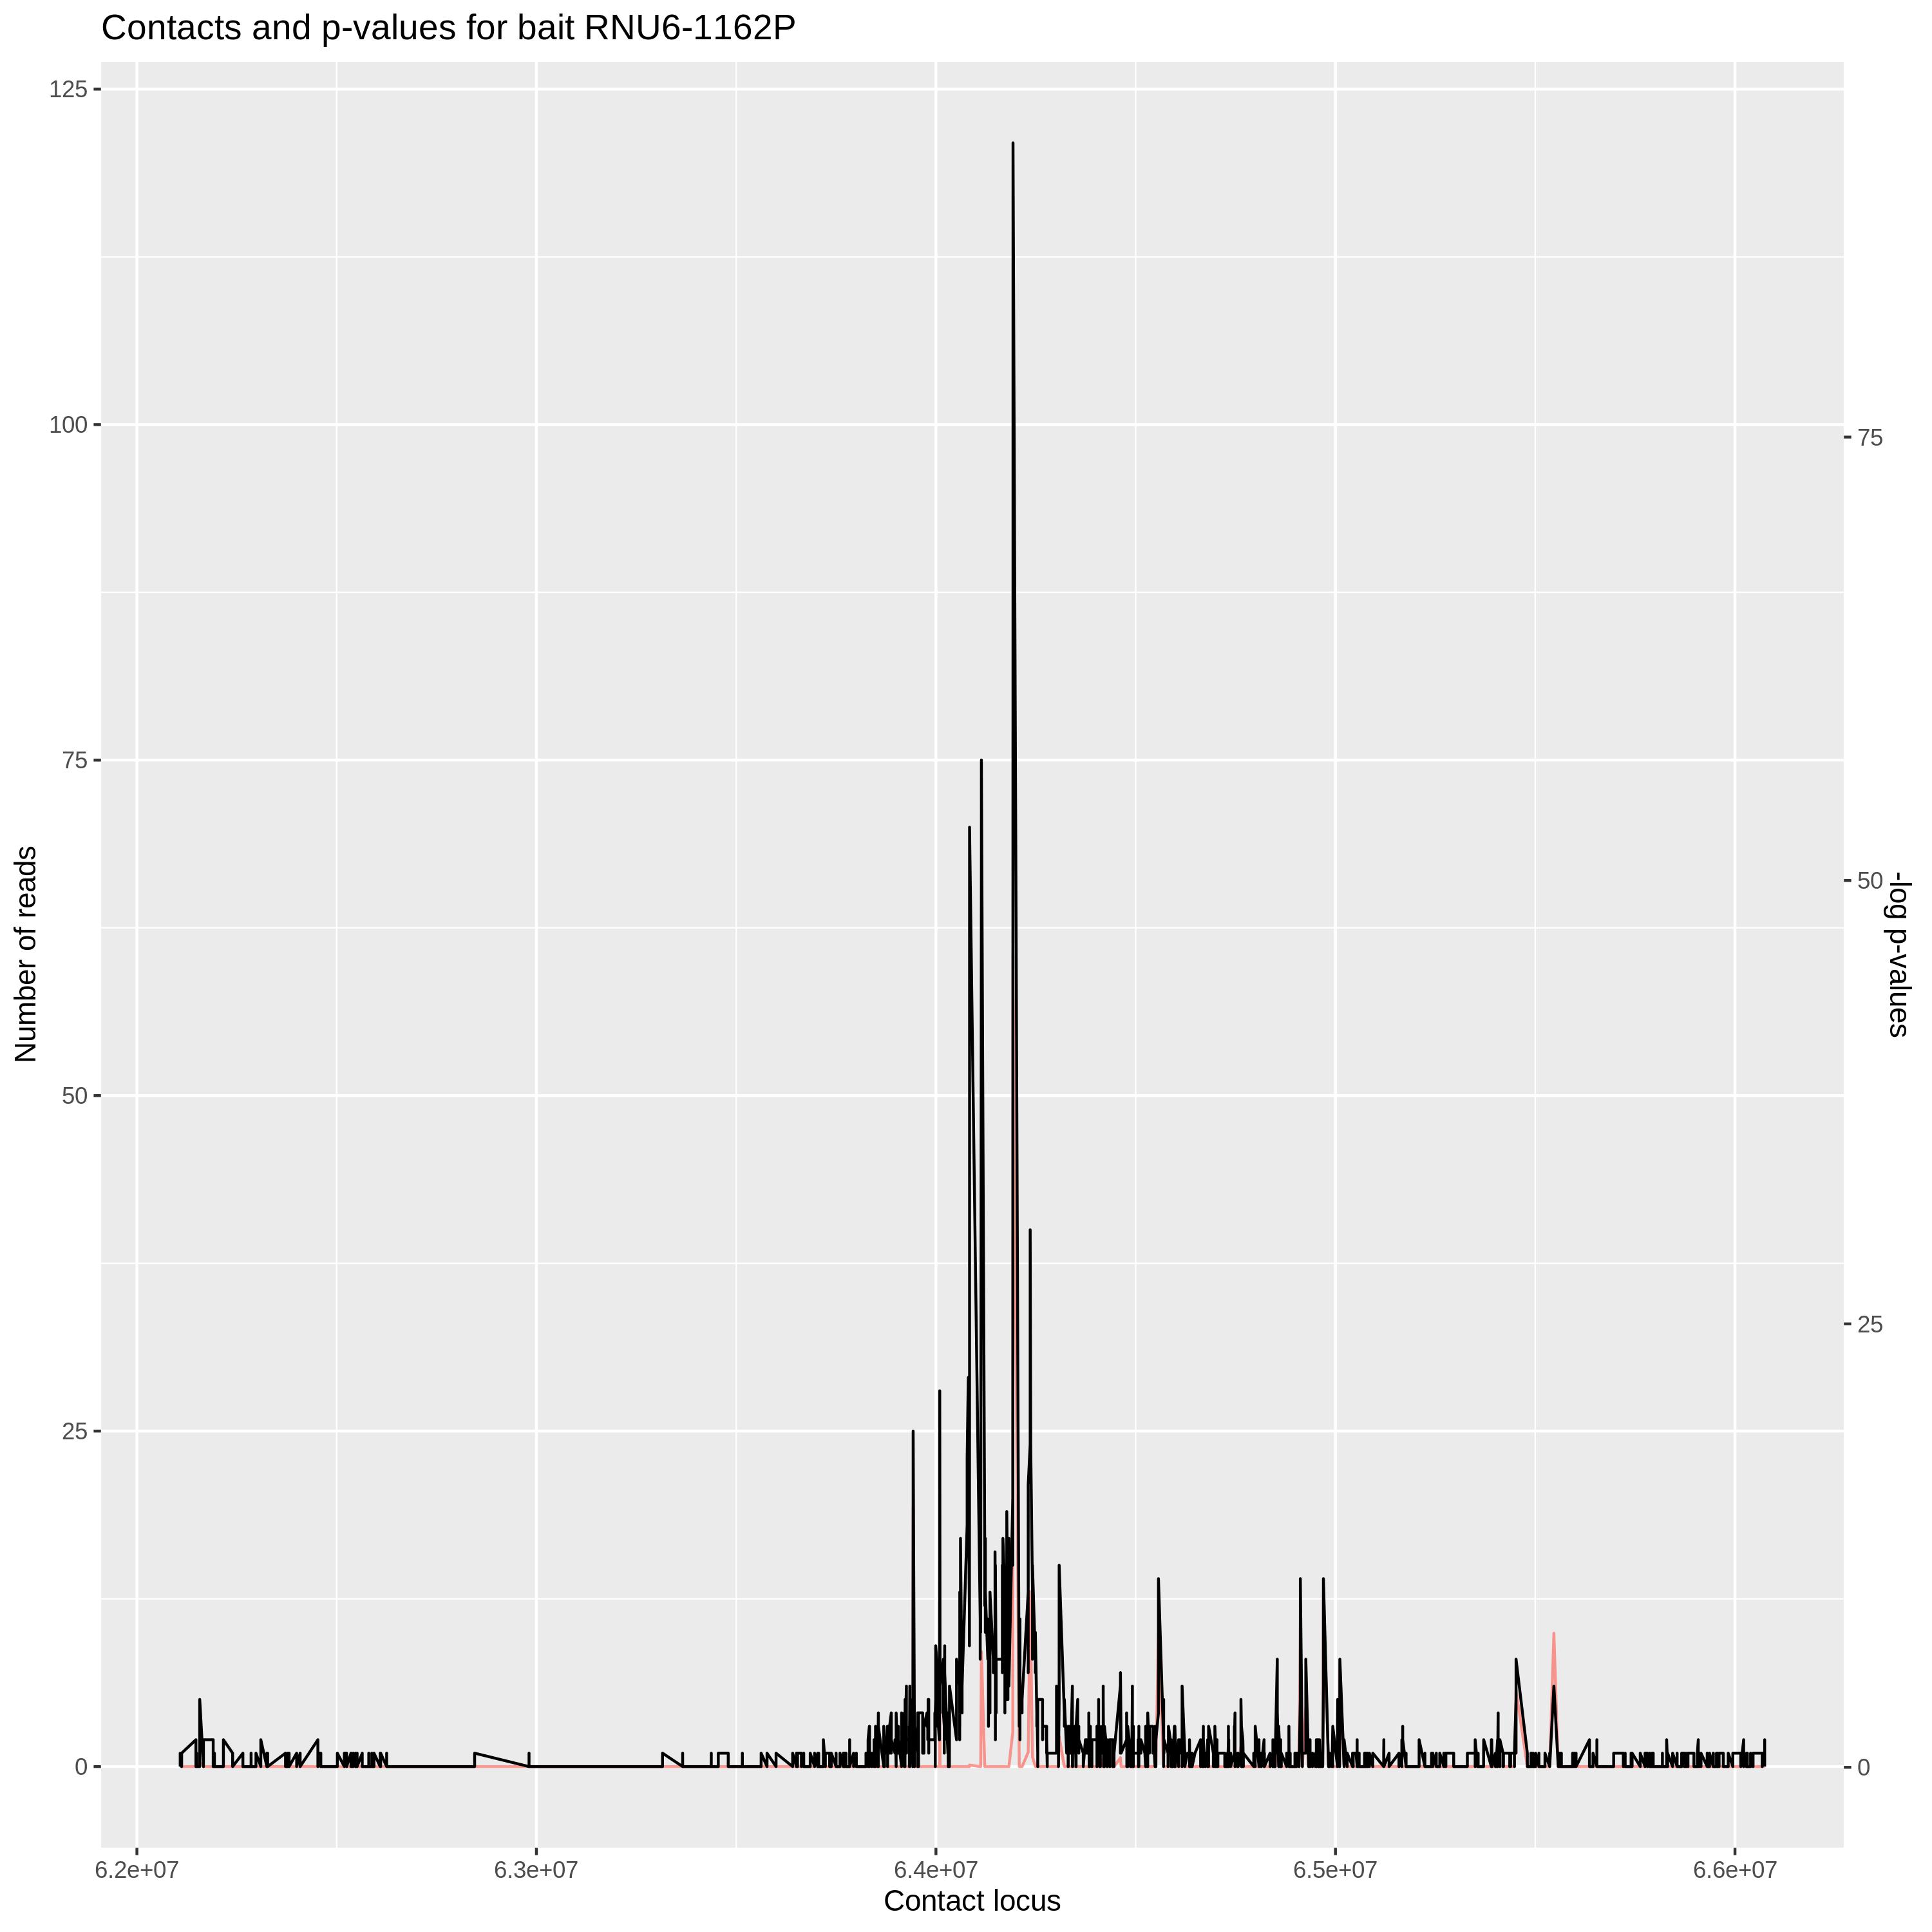 Contacts and p-values for bait RNU6-1162P
125
100
75
50
25
0
Number of reads
75
50
25
0
-log p-values
6.2e+07
6.3e+07
6.4e+07
6.5e+07
6.6e+07
Contact locus